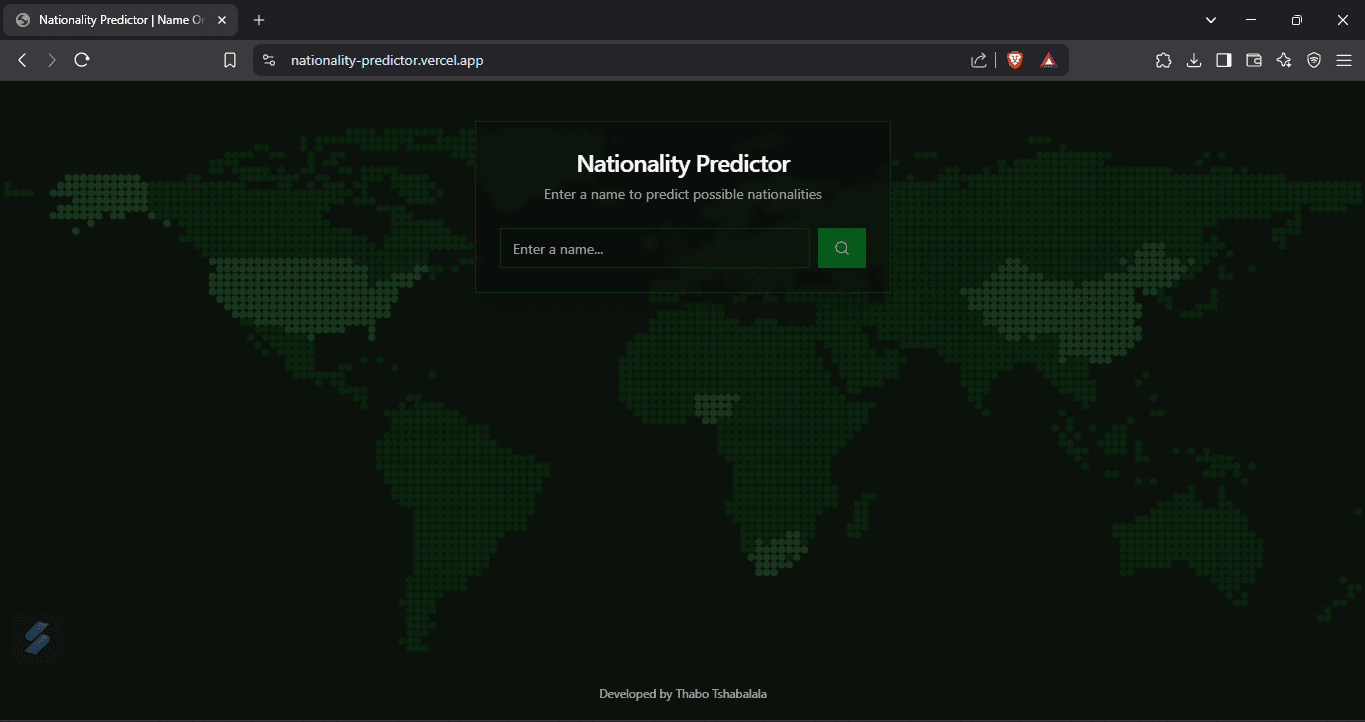 Nationality Predictor | Name Or
nationality-predictor.vercel.app
Nationality Predictor
Enter a name to predict possible nationalities
Enter a name...
Developed by Thabo Tshabalala